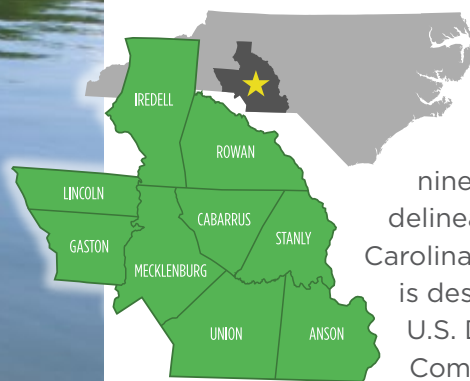 IREDELL
ROWAN
LINCOLN
CABARRUS
STANLY
GASTON
MECKLENBURG
UNION
ANSON
nine
delinea
Carolina
is des
U.S. D
Com